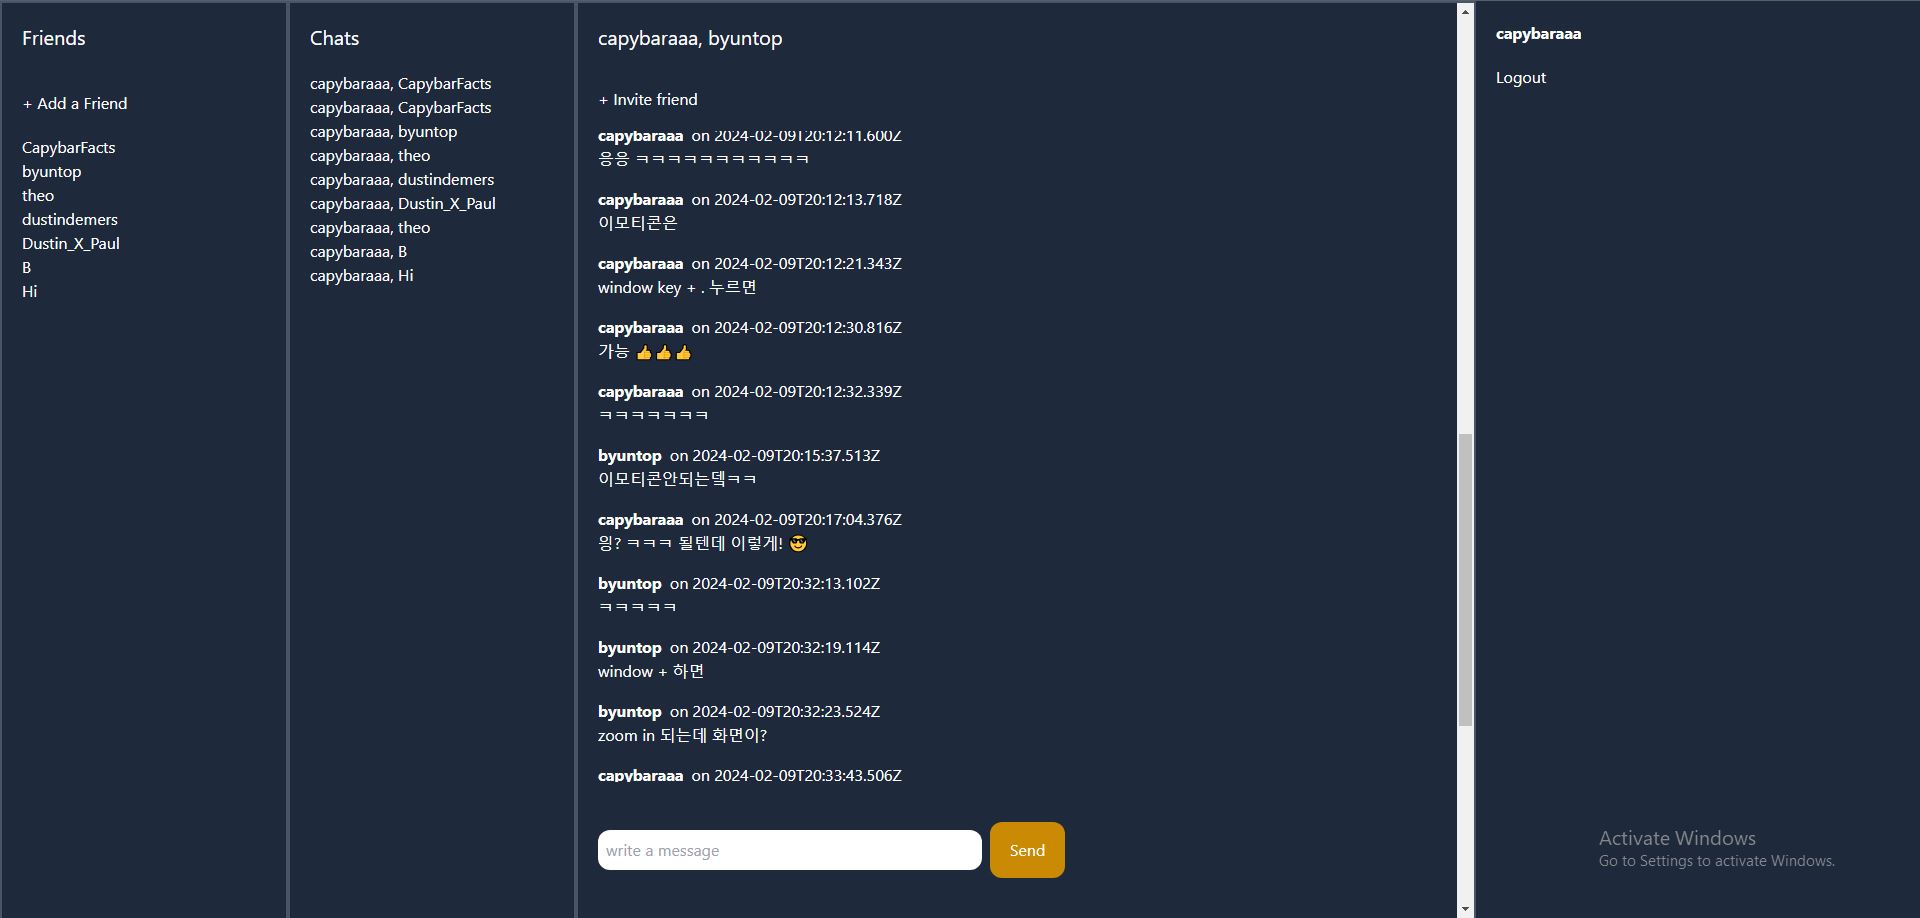 Friends
+ Add a Friend
CapybarFacts
byuntop
theo
dustindemers
Dustin_X_Paul
B
Hi
Chats
capybaraaa, CapybarFacts
capybaraaa, CapybarFacts
capybaraaa, byuntop
capybaraaa, theo
capybaraaa, dustindemers
capybaraaa, Dustin_X_Paul
capybaraaa, theo
capybaraaa, B
capybaraaa, Hi
capybaraaa, byuntop
+ Invite friend
capybaraaa on 2024-02-09T20:12:11.600Z
응응 ㅋㅋㅋㅋㅋㅋㅋㅋㅋㅋㅋ
capybaraaa on 2024-02-09T20:12:13.718Z
이모티콘은
capybaraaa on 2024-02-09T20:12:21.343Z
window key + . 누르면
capybaraaa on 2024-02-09T20:12:30.816Z
가능 👍👍👍
capybaraaa on 2024-02-09T20:12:32.339Z
ㅋㅋㅋㅋㅋㅋㅋ
byuntop on 2024-02-09T20:15:37.513Z
이모티콘안되는뎈ㅋㅋ
capybaraaa on 2024-02-09T20:17:04.376Z
읭? ㅋㅋㅋ 될텐데 이렇게! 😎
byuntop on 2024-02-09T20:32:13.102Z
ㅋㅋㅋㅋㅋ
byuntop on 2024-02-09T20:32:19.114Z
window + 하면
byuntop on 2024-02-09T20:32:23.524Z
zoom in 되는데 화면이?
capybaraaa on 2024-02-09T20:33:43.506Z
write a message
Send
capybaraaa
Logout
Activate Windows
Go to Settings to activate Windows.